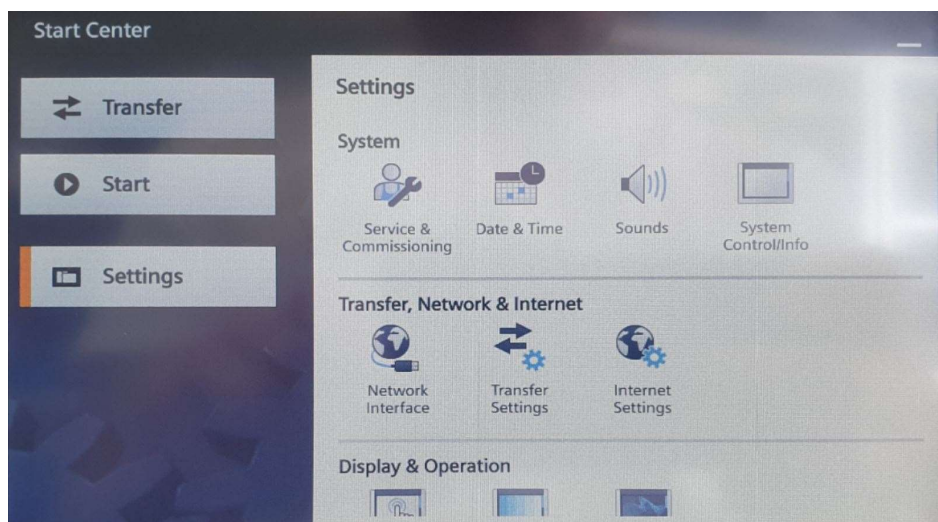 Start Center
Transfer
Start
Settings
Settings
System
Service &
Commissioning
Date & Time
Sounds
System
Control/Info
Transfer, Network & Internet
Network
Interface
Transfer
Settings
Internet
Settings
Display & Operation